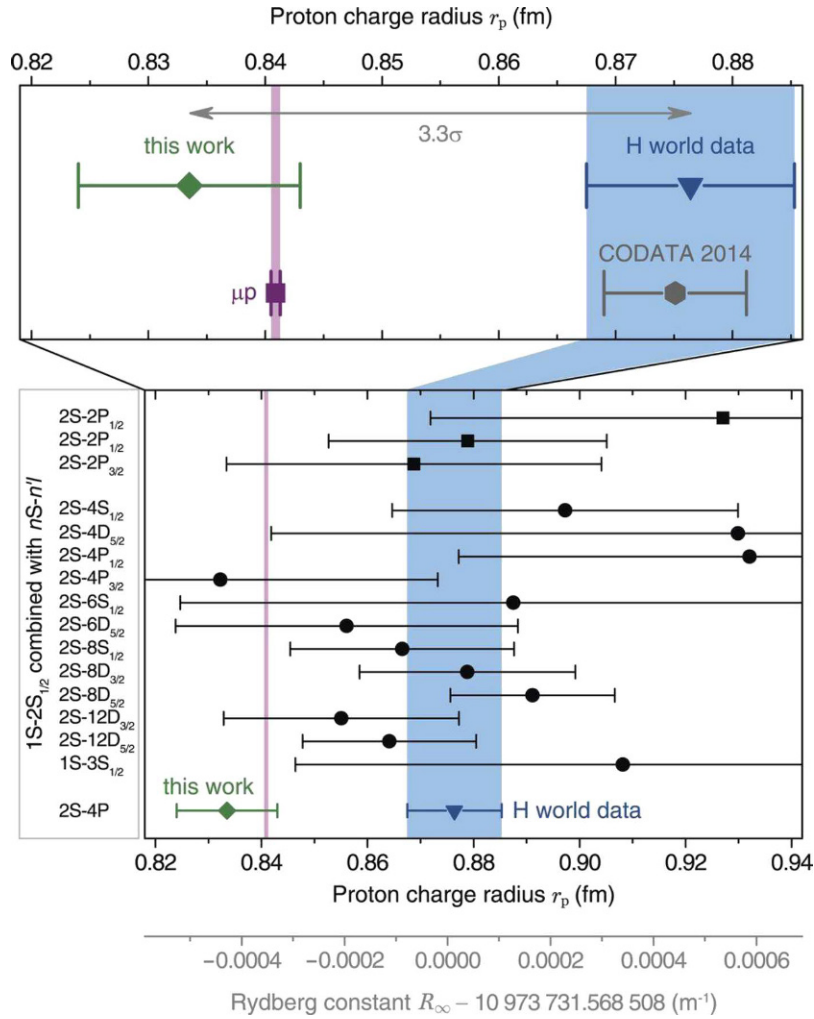 Proton charge radius rₚ (fm)
0.82 0.83 0.84 0.85 0.86 0.87 0.88
3.3σ
this work H world data
CODATA 2014
μp
1S-2S₁/₂ combined with nS-n'l
2S-2P₁/₂
2S-2P₁/₂
2S-2P₃/₂
2S-4S₁/₂
2S-4D₅/₂
2S-4P₁/₂
2S-4P₃/₂
2S-6S₁/₂
2S-6D₅/₂
2S-8S₁/₂
2S-8D₃/₂
2S-8D₅/₂
2S-12D₃/₂
2S-12D₅/₂
1S-3S₁/₂
this work
2S-4P H world data
0.82 0.84 0.86 0.88 0.90 0.92 0.94
Proton charge radius rₚ (fm)
−0.0004 −0.0002 0.0000 0.0002 0.0004 0.0006
Rydberg constant R∞ − 10 973 731.568 508 (m⁻¹)